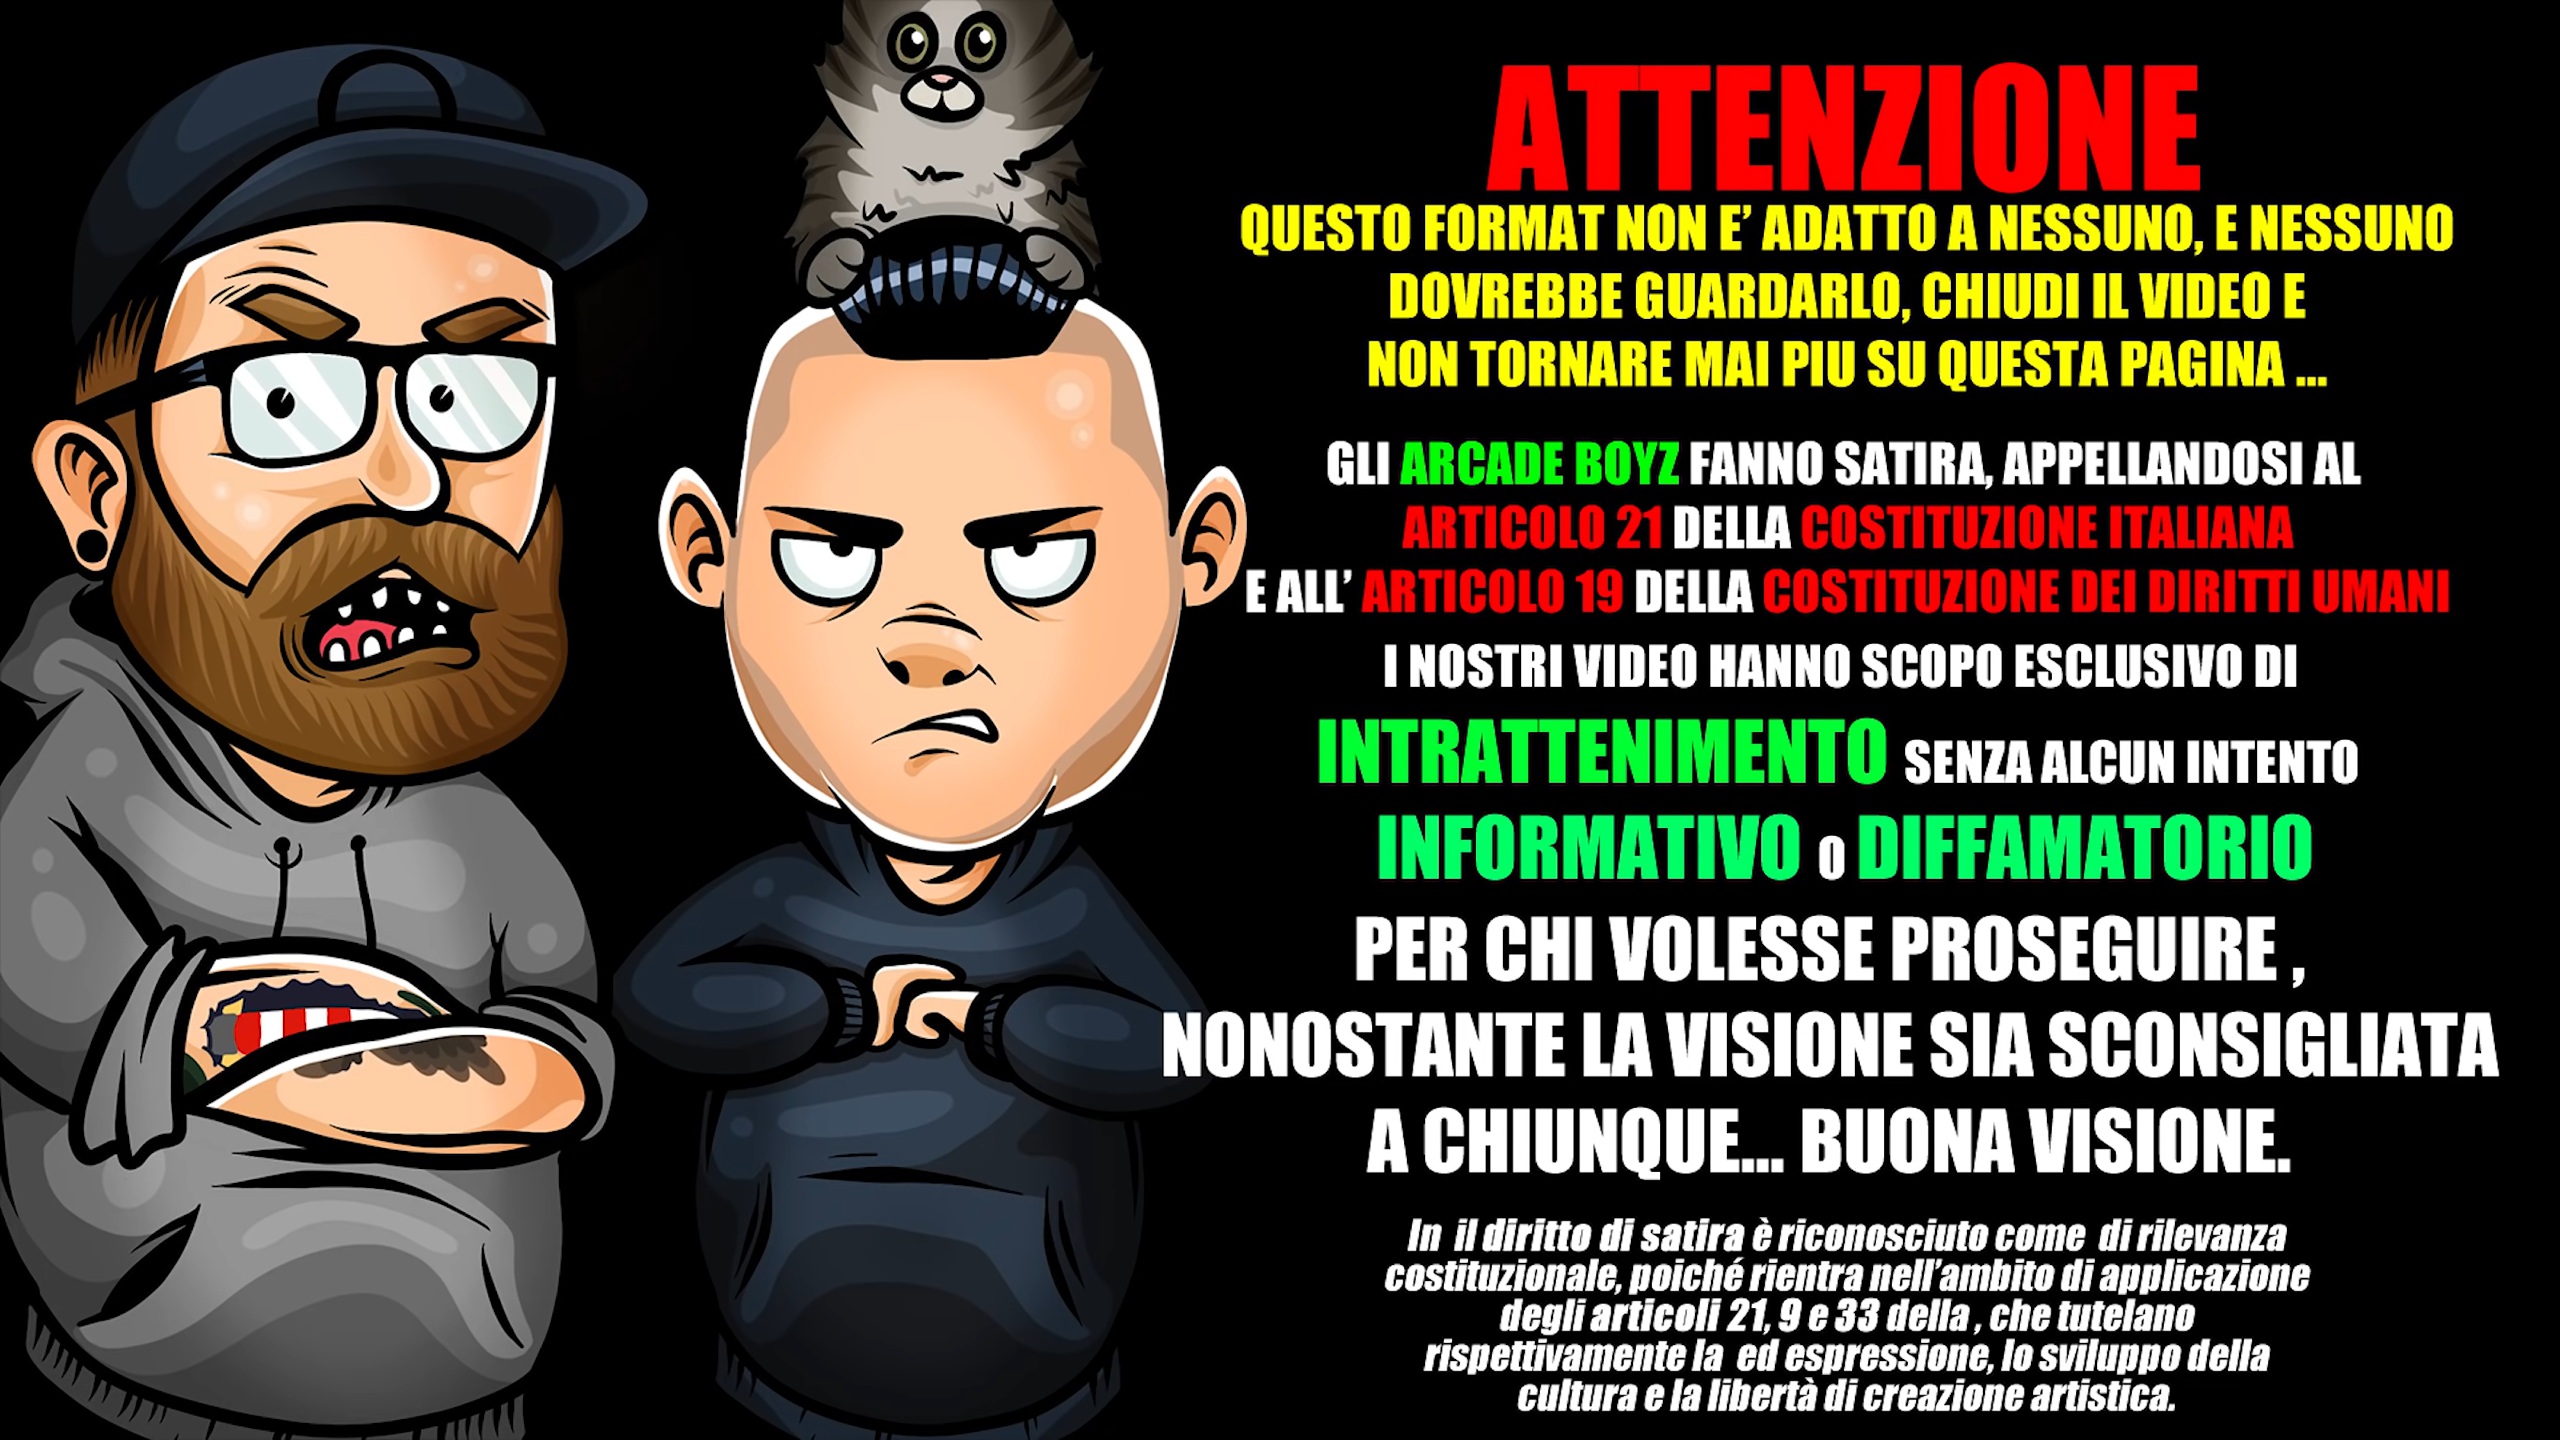 ATTENZIONE
QUESTO FORMAT NON E' ADATTO A NESSUNO, E NESSUNO
DOVREBBE GUARDARLO, CHIUDI IL VIDEO E
NON TORNARE MAI PIU SU QUESTA PAGINA ...
GLI ARCADE BOYZ FANNO SATIRA, APPELLANDOSI AL
ARTICOLO 21 DELLA COSTITUZIONE ITALIANA
E ALL' ARTICOLO 19 DELLA COSTITUZIONE DEI DIRITTI UMANI
I NOSTRI VIDEO HANNO SCOPO ESCLUSIVO DI
INTRATTENIMENTO SENZA ALCUN INTENTO
INFORMATIVO O DIFFAMATORIO
PER CHI VOLESSE PROSEGUIRE ,
NONOSTANTE LA VISIONE SIA SCONSIGLIATA
A CHIUNQUE... BUONA VISIONE.
In il diritto di satira è riconosciuto come di rilevanza
costituzionale, poiché rientra nell'ambito di applicazione
degli articoli 21, 9 e 33 della , che tutelano
rispettivamente la ed espressione, lo sviluppo della
cultura e la libertà di creazione artistica.